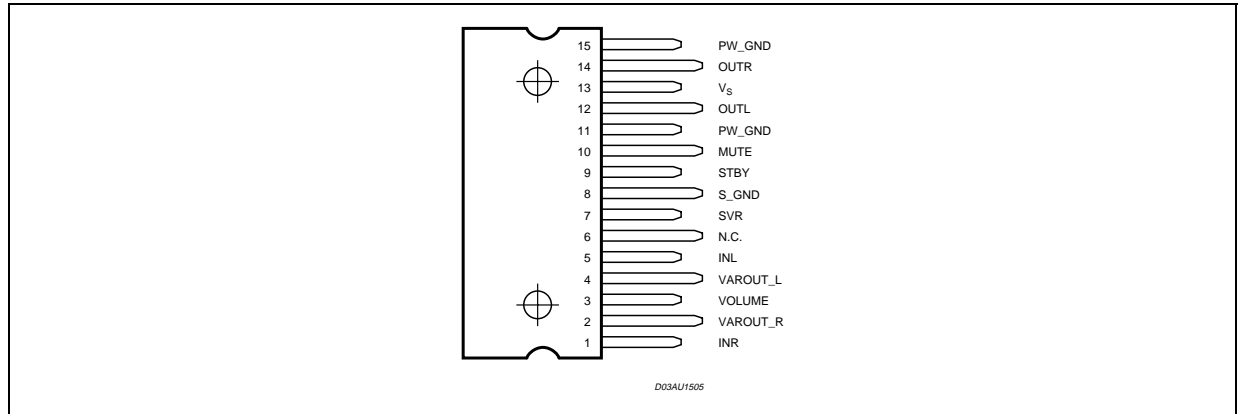 15 PW_GND
14 OUTR
13 VS
12 OUTL
11 PW_GND
10 MUTE
9 STBY
8 S_GND
7 SVR
6 N.C.
5 INL
4 VAROUT_L
3 VOLUME
2 VAROUT_R
1 INR
D03AU1505